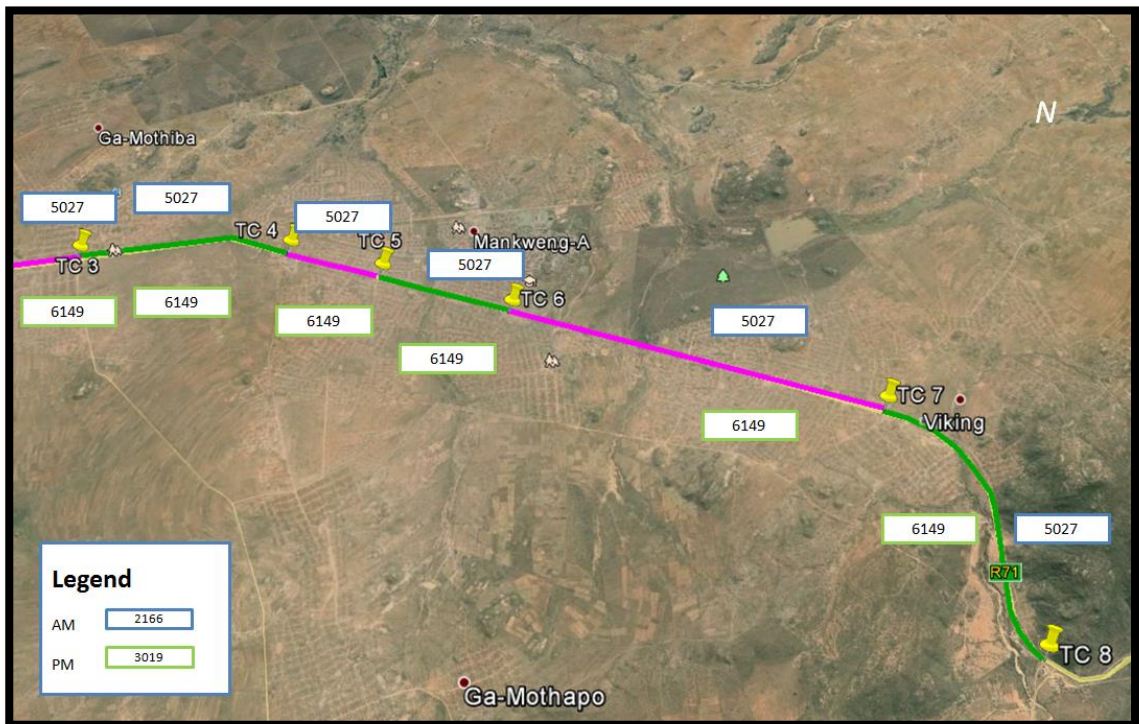 N
Ga-Mothiba
5027
5027
5027
TC 3
TC 4
TC 5
Mankweng-A
5027
TC 6
5027
6149
6149
6149
6149
6149
TC 7
Viking
6149
5027
R71
TC 8
Ga-Mothapo
Legend
AM 2166
PM 3019